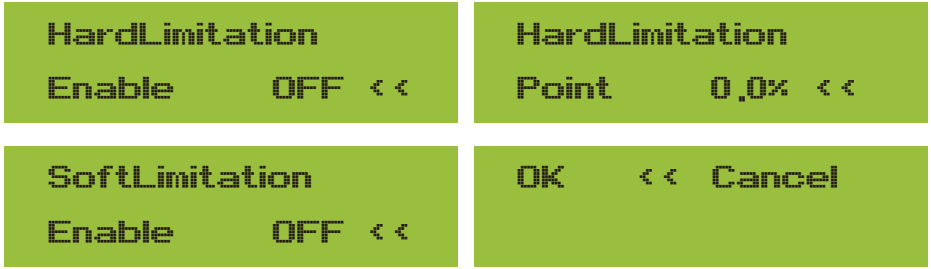 HardLimitation
Enable OFF <<
HardLimitation
Point 0.0% <<
SoftLimitation
Enable OFF <<
OK << Cancel